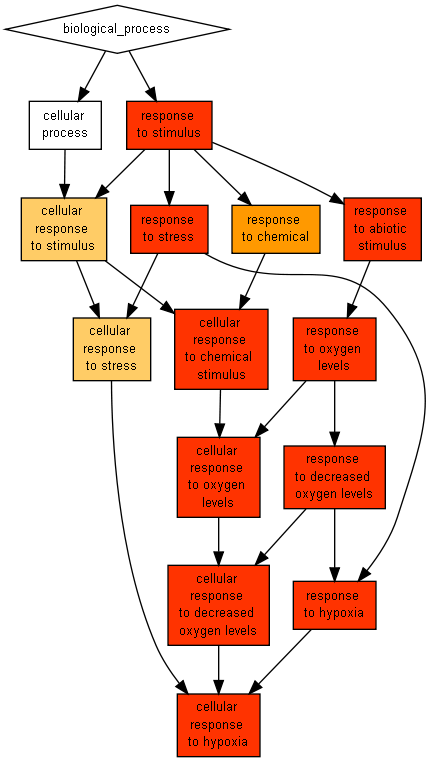 biological_process
cellular
process
response
to stimulus
cellular
response
to stimulus
response
to stress
response
to chemical
response
to abiotic
stimulus
cellular
response
to stress
cellular
response
to chemical
stimulus
response
to oxygen
levels
cellular
response
to oxygen
levels
response
to decreased
oxygen levels
cellular
response
to decreased
oxygen levels
response
to hypoxia
cellular
response
to hypoxia